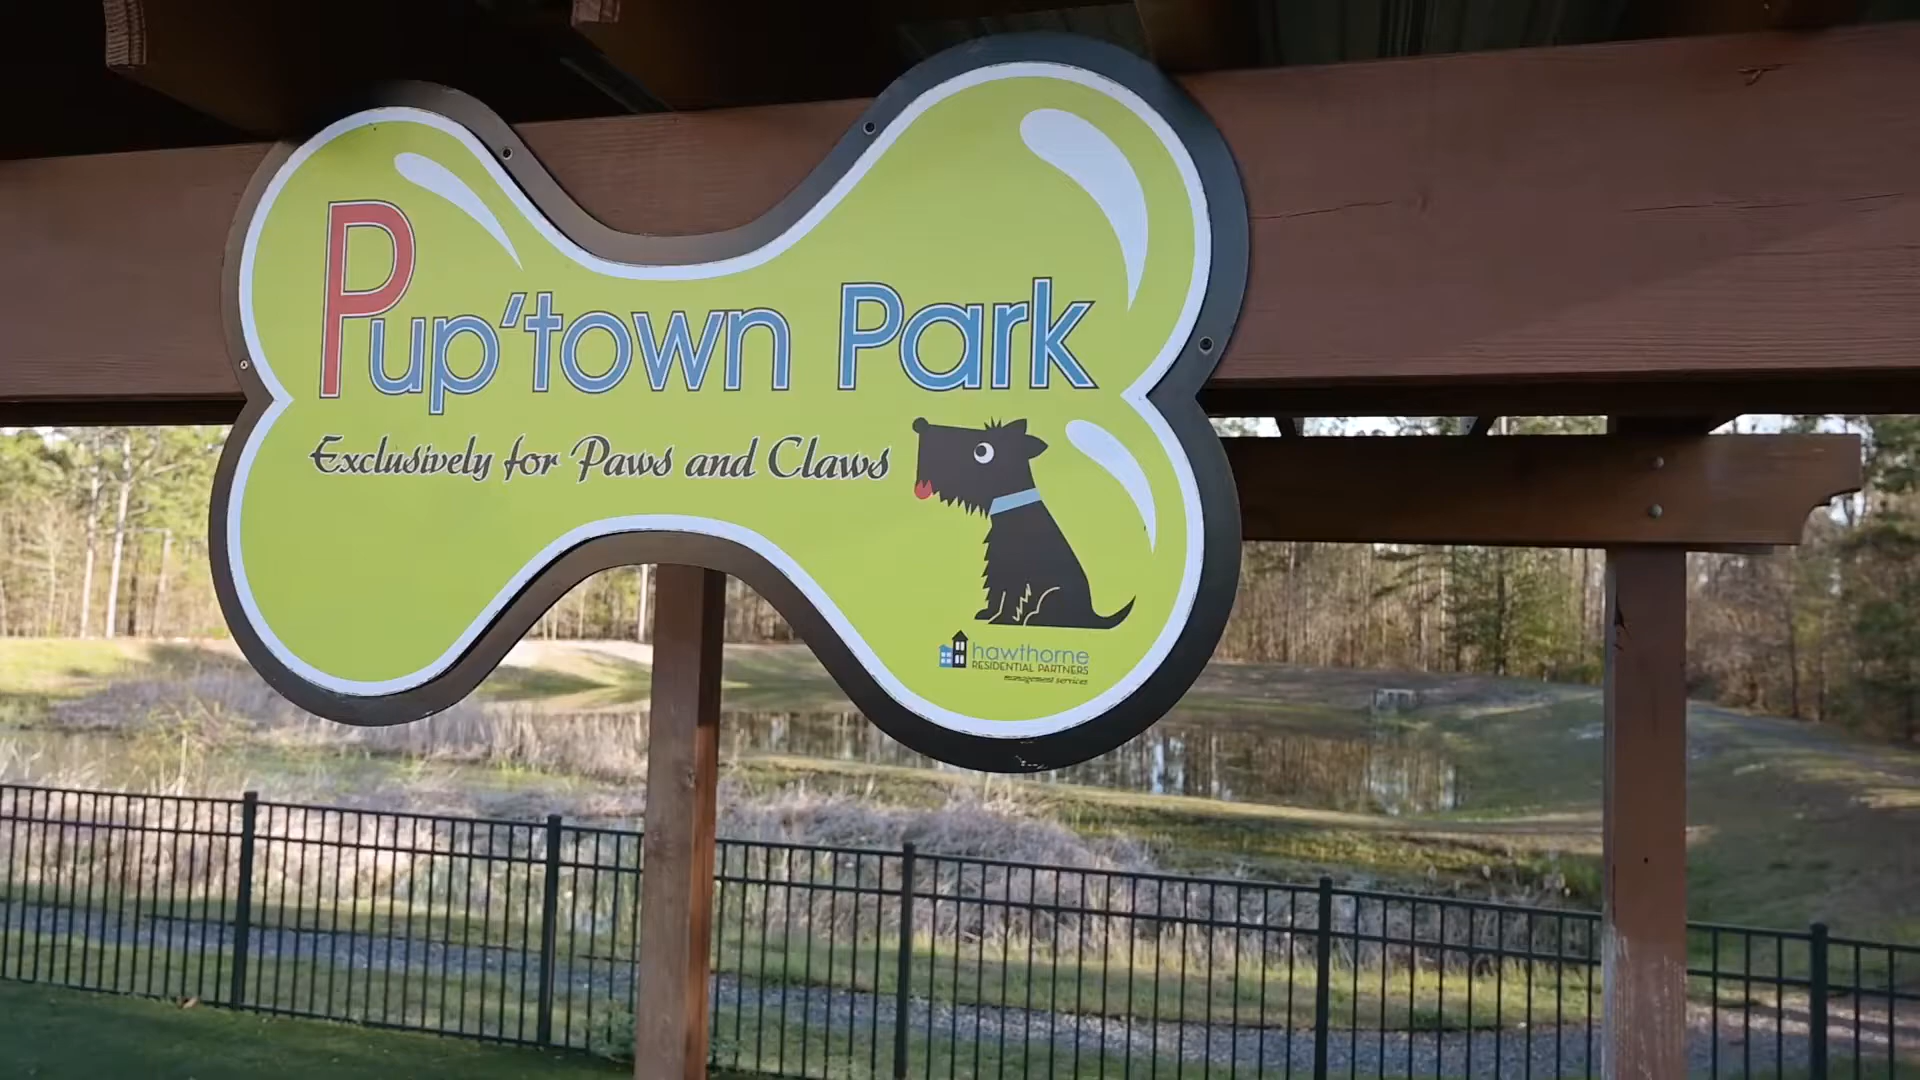 Pup'town Park
Exclusively for Paws and Claws
hawthorne
RESIDENTIAL PARTNERS
management services